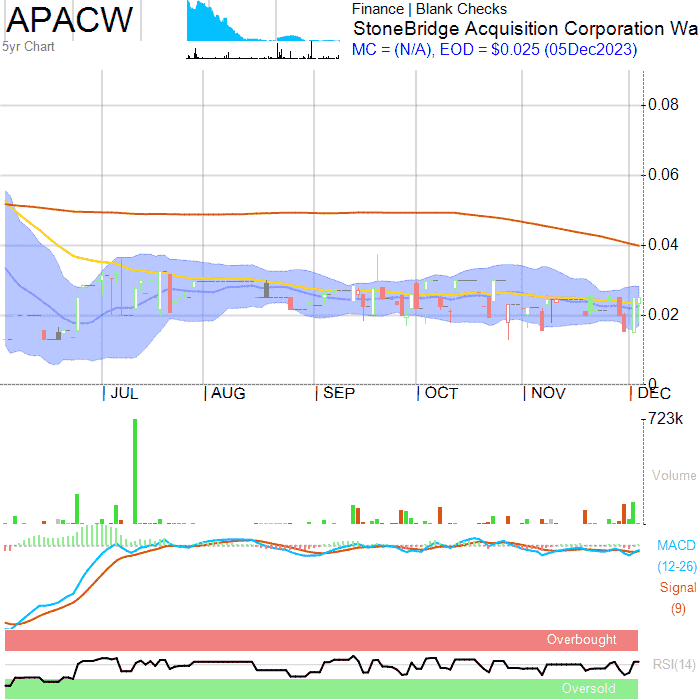 APACW
5yr Chart
Finance | Blank Checks
StoneBridge Acquisition Corporation Wa
MC = (N/A), EOD = $0.025 (05Dec2023)
0.08
0.06
0.04
0.02
0
JUL
AUG
SEP
OCT
NOV
DEC
723k
Volume
MACD
(12-26)
Signal
(9)
Overbought
RSI(14)
Oversold